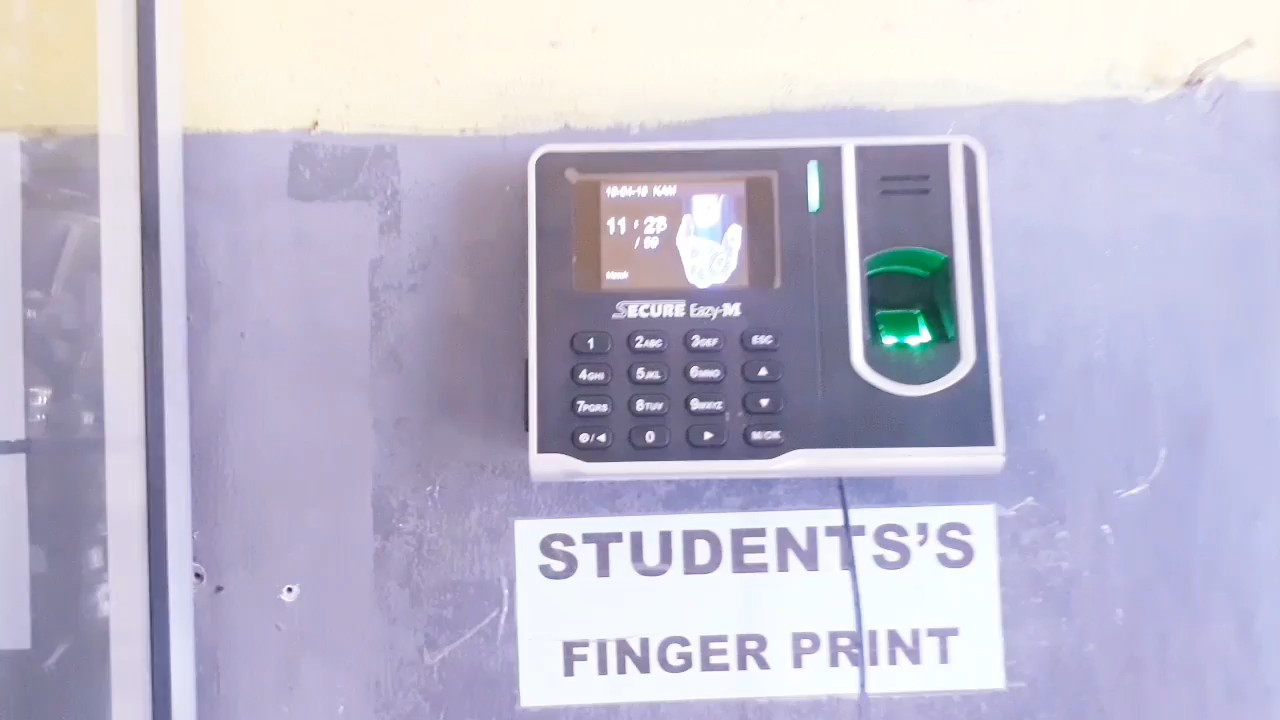 11 : 28
SECURE Eazy-M
1 2ABC 3DEF ESC
4GHI 5JKL 6MNO ▲
7PQRS 8TUV 9WXYZ ▼
/◄ 0 ► M/OK
STUDENTS'S
FINGER PRINT